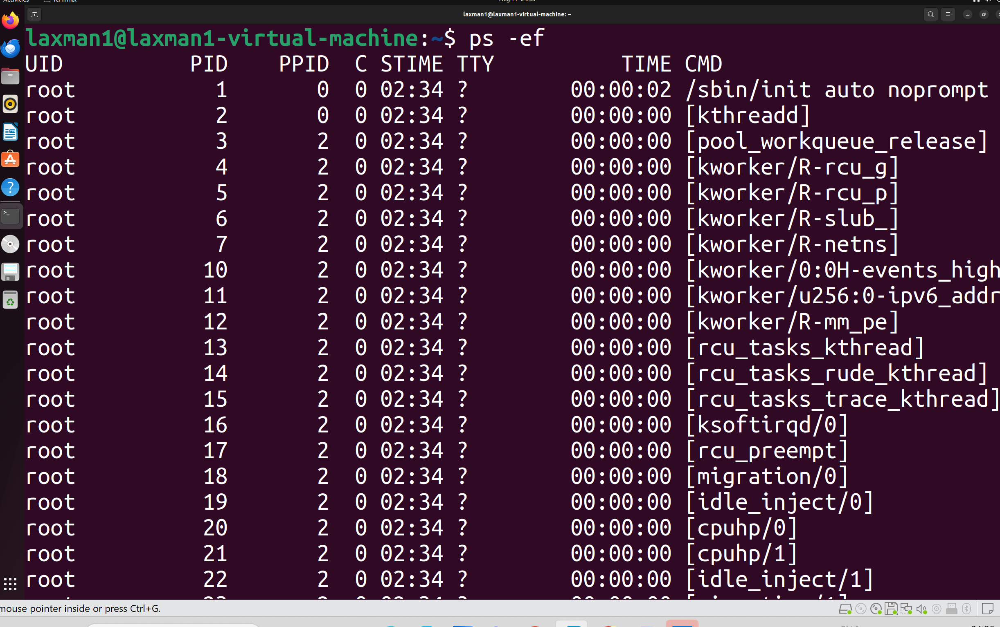 Activities Terminal
laxman1@laxman1-virtual-machine: ~
laxman1@laxman1-virtual-machine:~$ ps -ef
UID PID PPID C STIME TTY TIME CMD
root 1 0 0 02:34 ? 00:00:02 /sbin/init auto noprompt
root 2 0 0 02:34 ? 00:00:00 [kthreadd]
root 3 2 0 02:34 ? 00:00:00 [pool_workqueue_release]
root 4 2 0 02:34 ? 00:00:00 [kworker/R-rcu_g]
root 5 2 0 02:34 ? 00:00:00 [kworker/R-rcu_p]
root 6 2 0 02:34 ? 00:00:00 [kworker/R-slub_]
root 7 2 0 02:34 ? 00:00:00 [kworker/R-netns]
root 10 2 0 02:34 ? 00:00:00 [kworker/0:0H-events_high
root 11 2 0 02:34 ? 00:00:00 [kworker/u256:0-ipv6_addr
root 12 2 0 02:34 ? 00:00:00 [kworker/R-mm_pe]
root 13 2 0 02:34 ? 00:00:00 [rcu_tasks_kthread]
root 14 2 0 02:34 ? 00:00:00 [rcu_tasks_rude_kthread]
root 15 2 0 02:34 ? 00:00:00 [rcu_tasks_trace_kthread]
root 16 2 0 02:34 ? 00:00:00 [ksoftirqd/0]
root 17 2 0 02:34 ? 00:00:00 [rcu_preempt]
root 18 2 0 02:34 ? 00:00:00 [migration/0]
root 19 2 0 02:34 ? 00:00:00 [idle_inject/0]
root 20 2 0 02:34 ? 00:00:00 [cpuhp/0]
root 21 2 0 02:34 ? 00:00:00 [cpuhp/1]
root 22 2 0 02:34 ? 00:00:00 [idle_inject/1]
mouse pointer inside or press Ctrl+G.